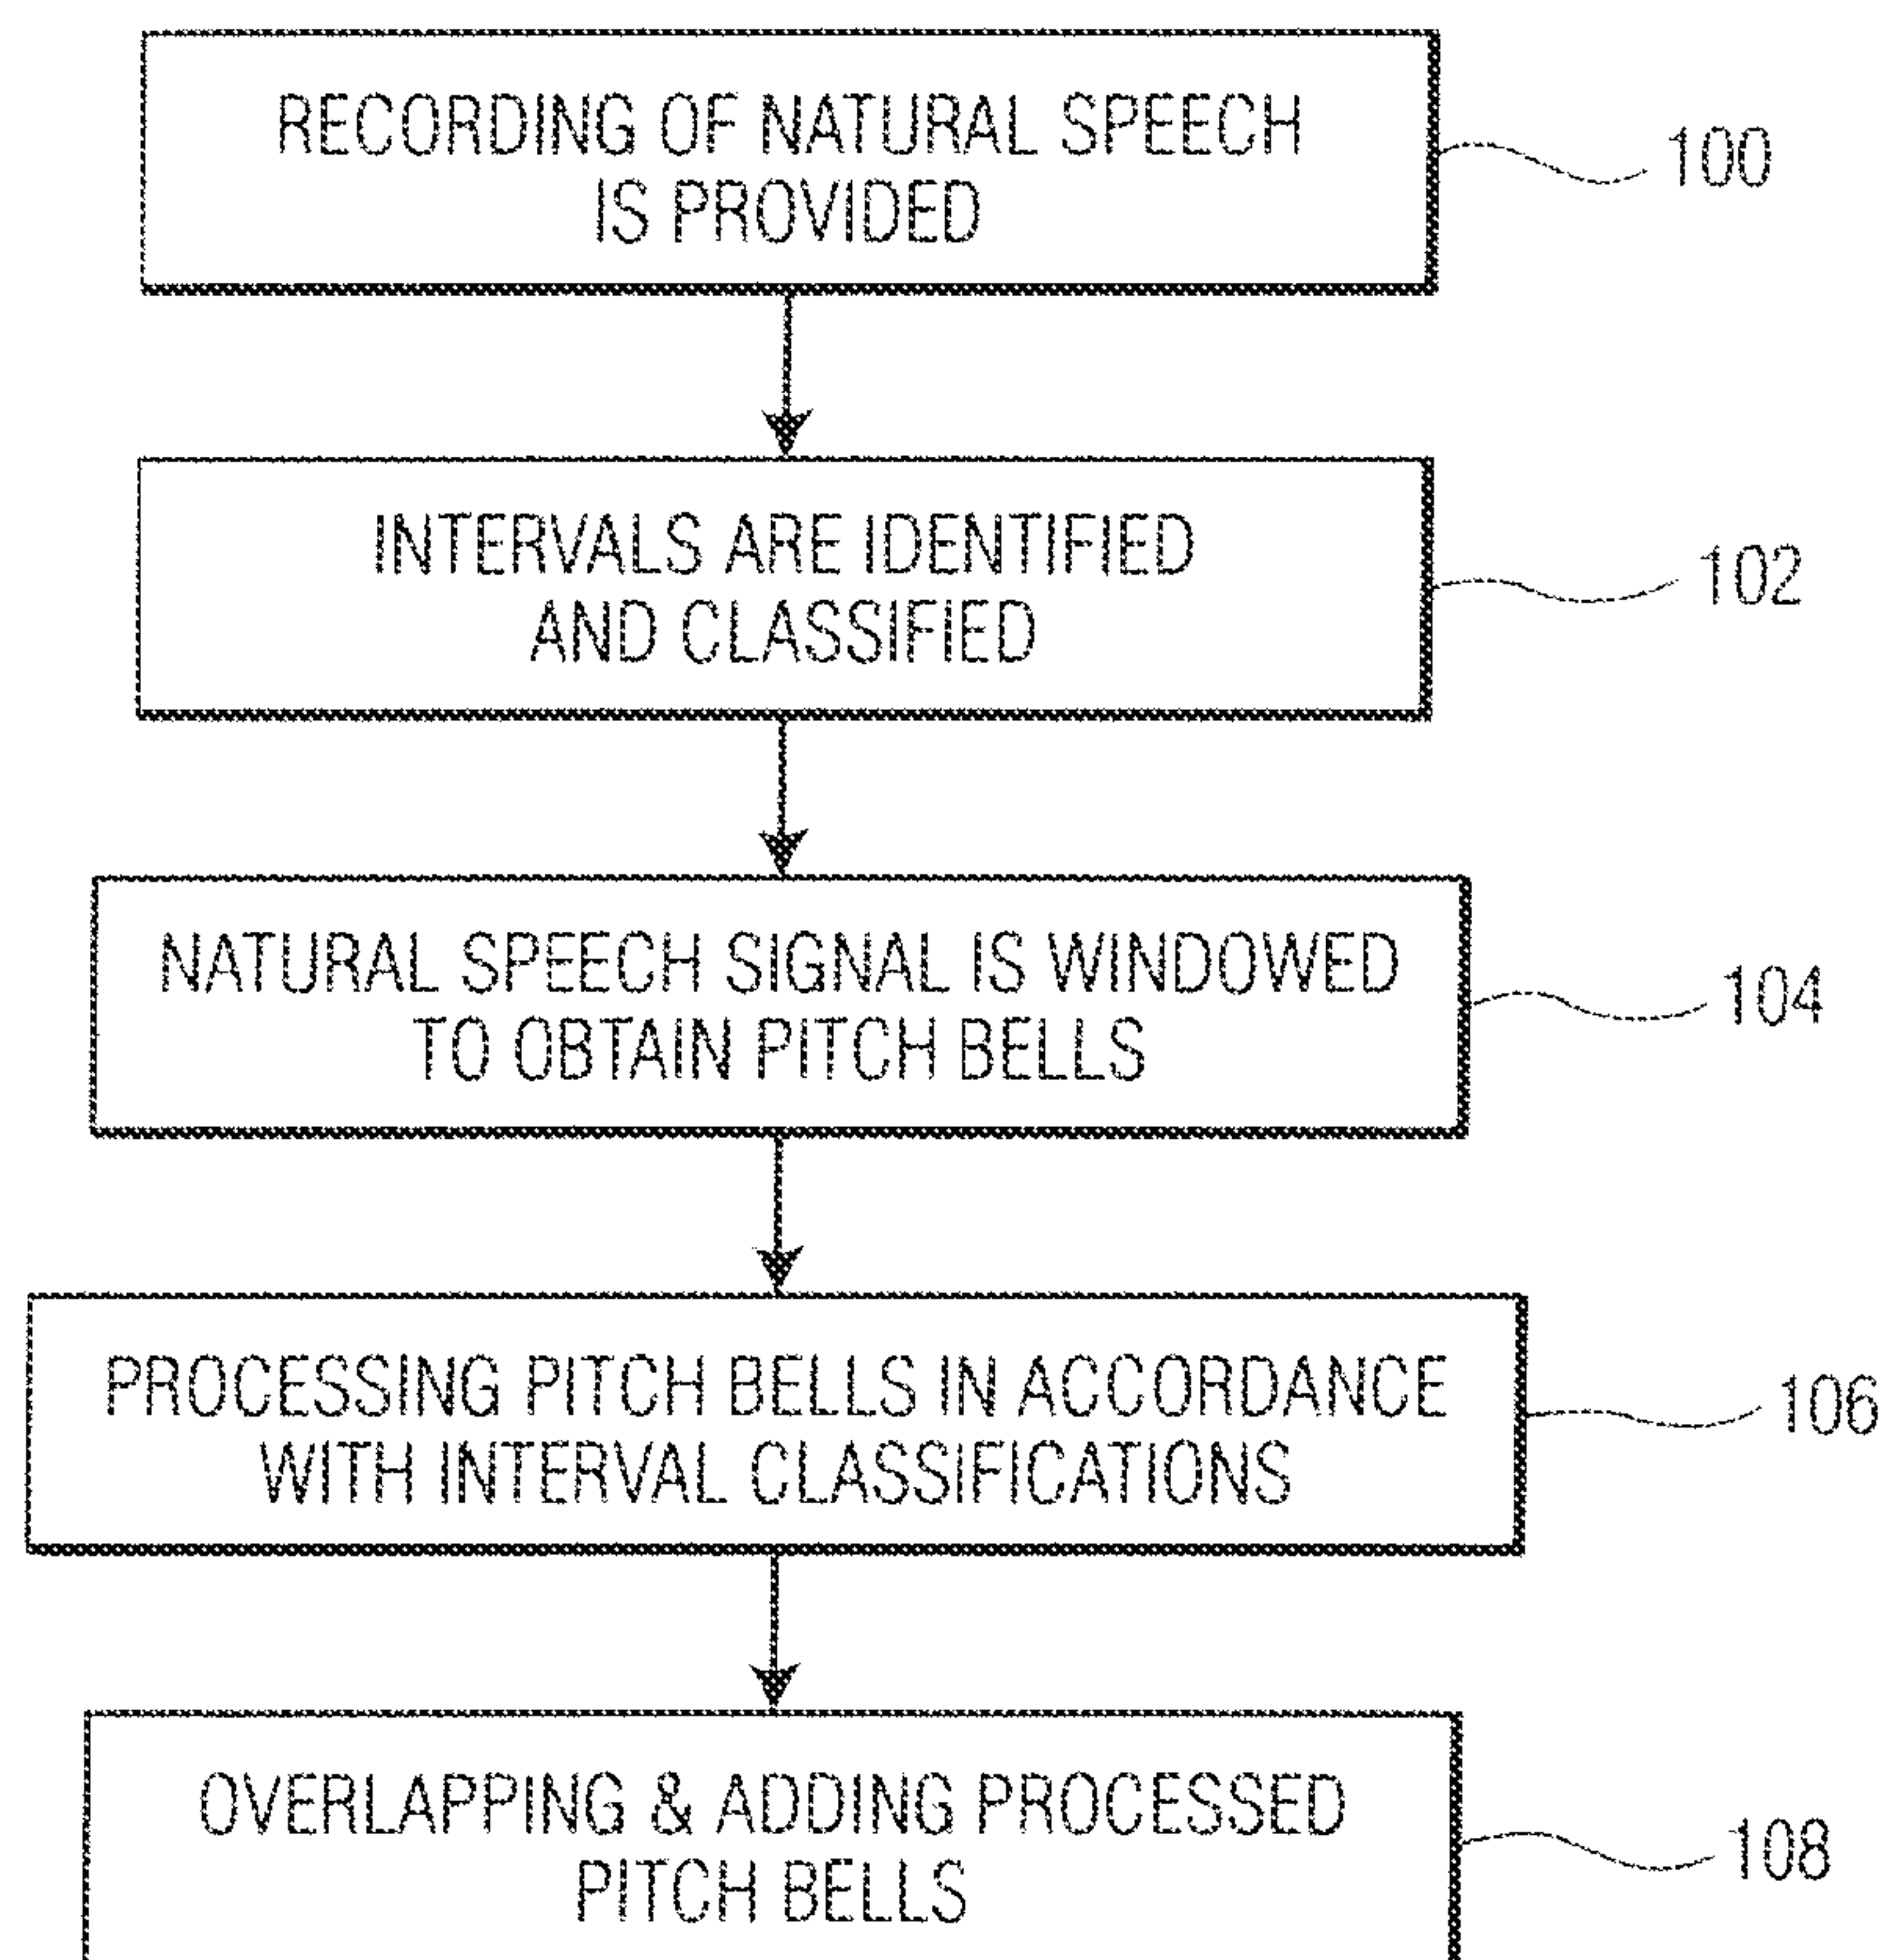 RECORDING OF NATURAL SPEECH
IS PROVIDED
100
INTERVALS ARE IDENTIFIED
AND CLASSIFIED
102
NATURAL SPEECH SIGNAL IS WINDOWED
TO OBTAIN PITCH BELLS
104
PROCESSING PITCH BELLS IN ACCORDANCE
WITH INTERVAL CLASSIFICATIONS
106
OVERLAPPING & ADDING PROCESSED
PITCH BELLS
108